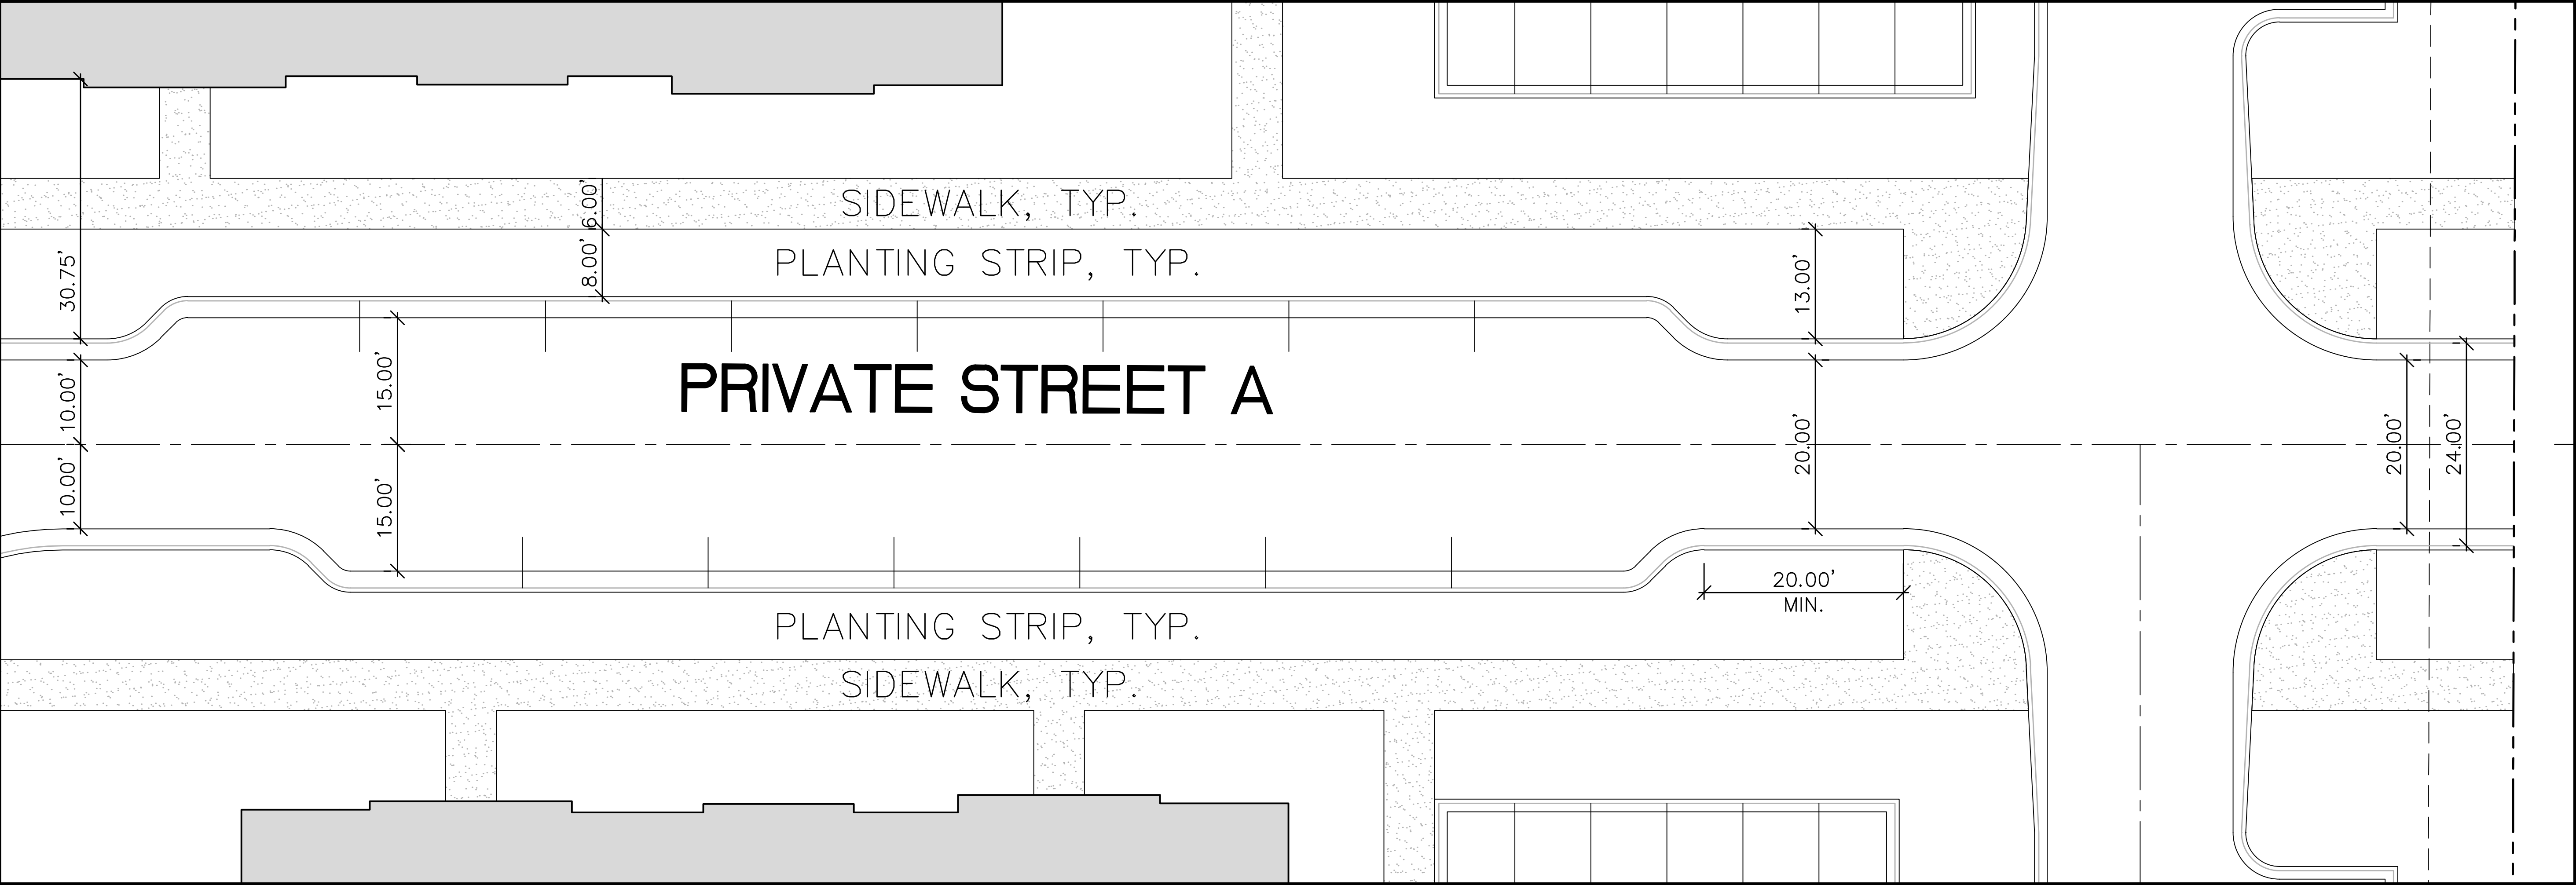 SIDEWALK, TYP.
PLANTING STRIP, TYP.
6.00'
8.00'
13.00'
30.75'
10.00'
10.00'
15.00'
15.00'
PRIVATE STREET A
20.00'
20.00'
24.00'
20.00'
MIN.
PLANTING STRIP, TYP.
SIDEWALK, TYP.